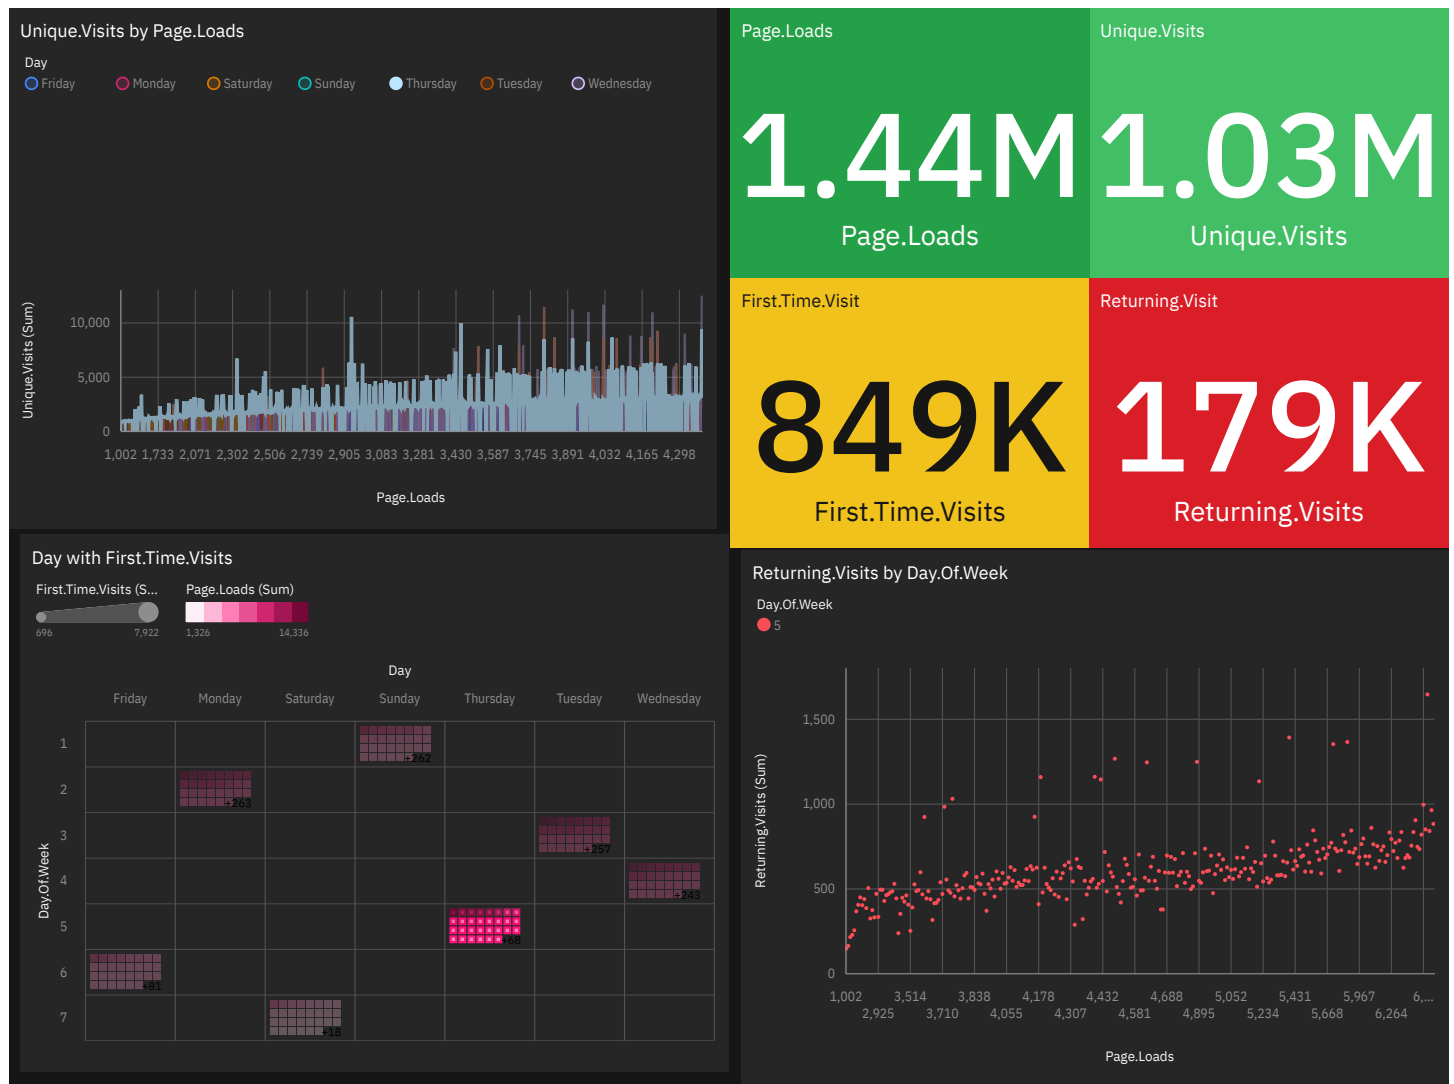 Unique.Visits by Page.Loads
Day
Friday Monday Saturday Sunday Thursday Tuesday Wednesday
Unique.Visits (Sum)
10,000
5,000
0
1,002 1,733 2,071 2,302 2,506 2,739 2,905 3,083 3,281 3,430 3,587 3,745 3,891 4,032 4,165 4,298
Page.Loads
Page.Loads
1.44M
Page.Loads
Unique.Visits
1.03M
Unique.Visits
First.Time.Visit
849K
First.Time.Visits
Returning.Visit
179K
Returning.Visits
Day with First.Time.Visits
First.Time.Visits (S... Page.Loads (Sum)
696 7,922 1,326 14,336
Day
Friday Monday Saturday Sunday Thursday Tuesday Wednesday
Day.Of.Week
1
+262
2
+263
3
+257
4
+243
5
+68
6
+81
7
+18
Returning.Visits by Day.Of.Week
Day.Of.Week
5
Returning.Visits (Sum)
1,500
1,000
500
0
1,002 3,514 3,838 4,178 4,432 4,688 5,052 5,431 5,967 6,...
2,925 3,710 4,055 4,307 4,581 4,895 5,234 5,668 6,264
Page.Loads